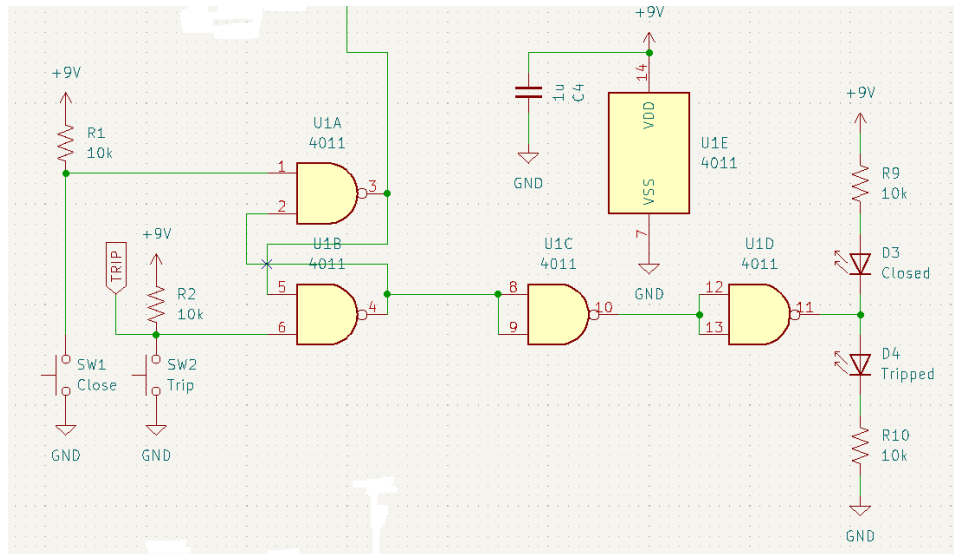 +9V
+9V
14
1u
C4
VDD
U1E
4011
VSS
7
GND
GND
+9V
R1
10k
U1A
4011
1
3
2
TRIP
+9V
R2
10k
U1B
4011
5
4
6
SW1
Close
SW2
Trip
GND
GND
U1C
4011
8
10
9
U1D
4011
12
11
13
R9
10k
D3
Closed
D4
Tripped
R10
10k
GND